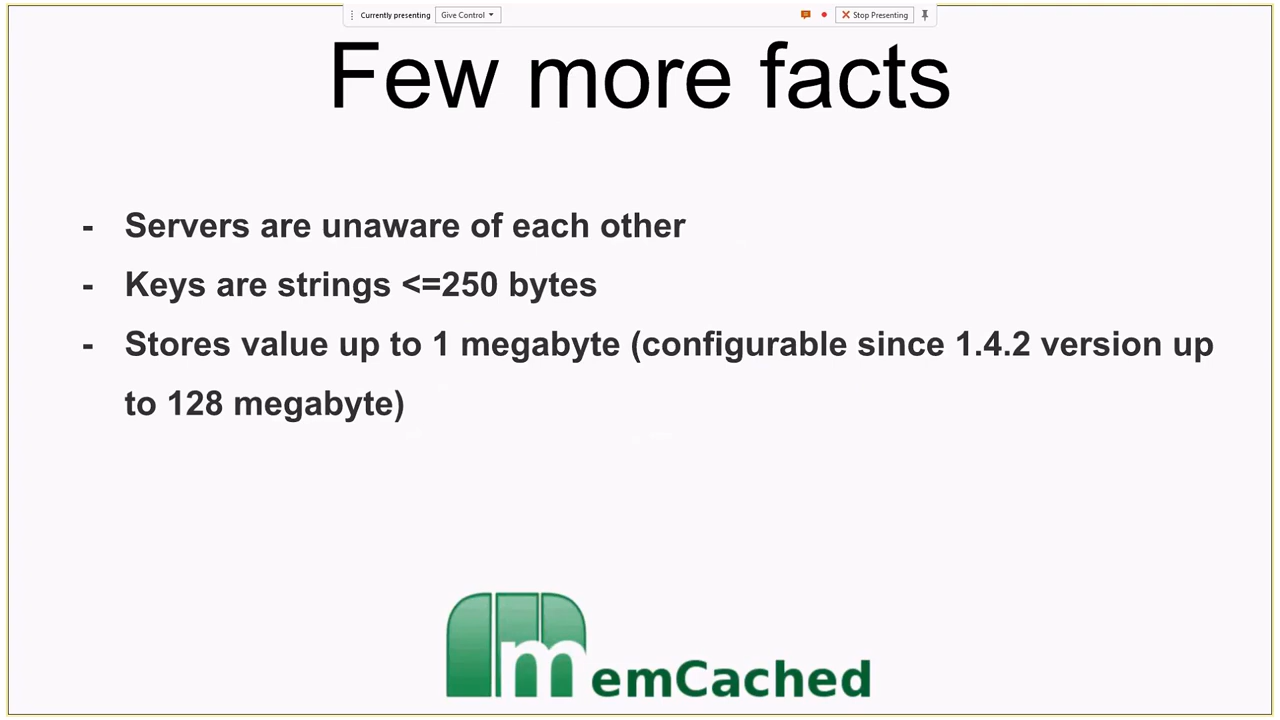 Currently presenting Give Control Stop Presenting
Few more facts
- Servers are unaware of each other
- Keys are strings <=250 bytes
- Stores value up to 1 megabyte (configurable since 1.4.2 version up
to 128 megabyte)
memCached